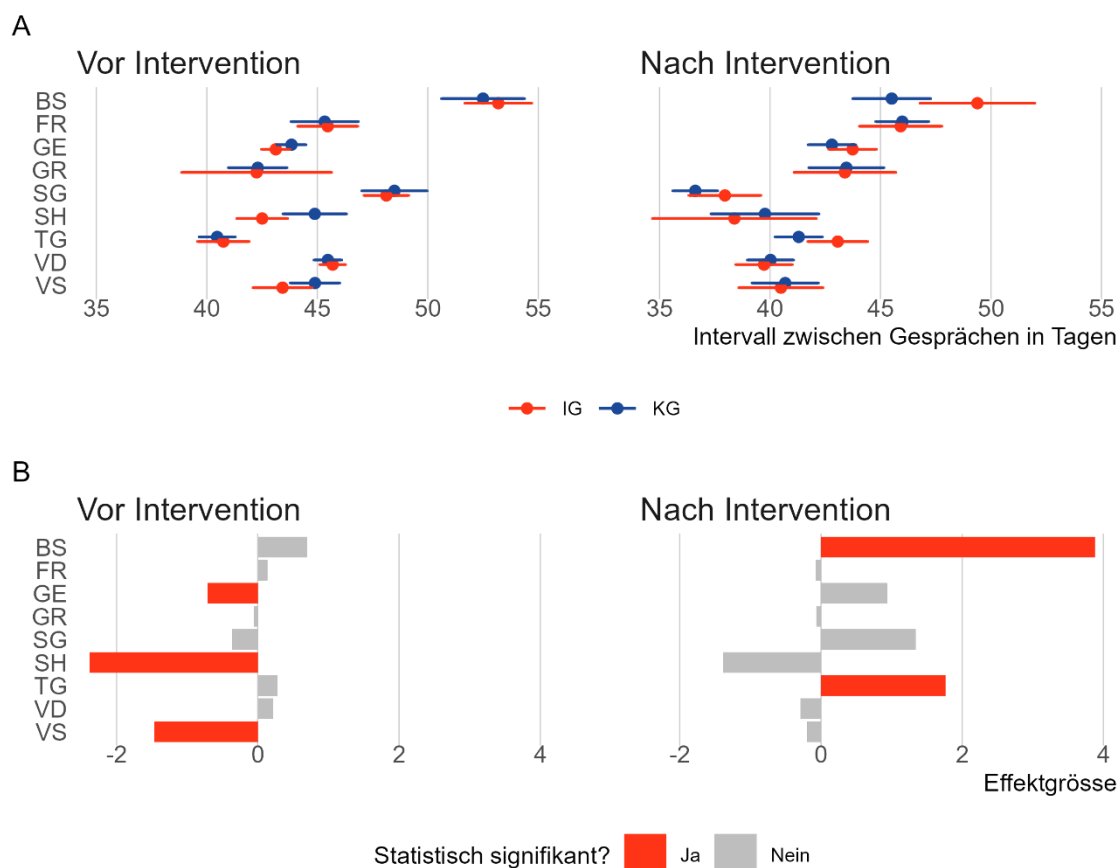 A
Vor Intervention
Nach Intervention
BS
FR
GE
GR
SG
SH
TG
VD
VS
35 40 45 50 55
35 40 45 50 55
Intervall zwischen Gesprächen in Tagen
IG KG
B
Vor Intervention
Nach Intervention
BS
FR
GE
GR
SG
SH
TG
VD
VS
-2 0 2 4
-2 0 2 4
Effektgrösse
Statistisch signifikant? Ja Nein